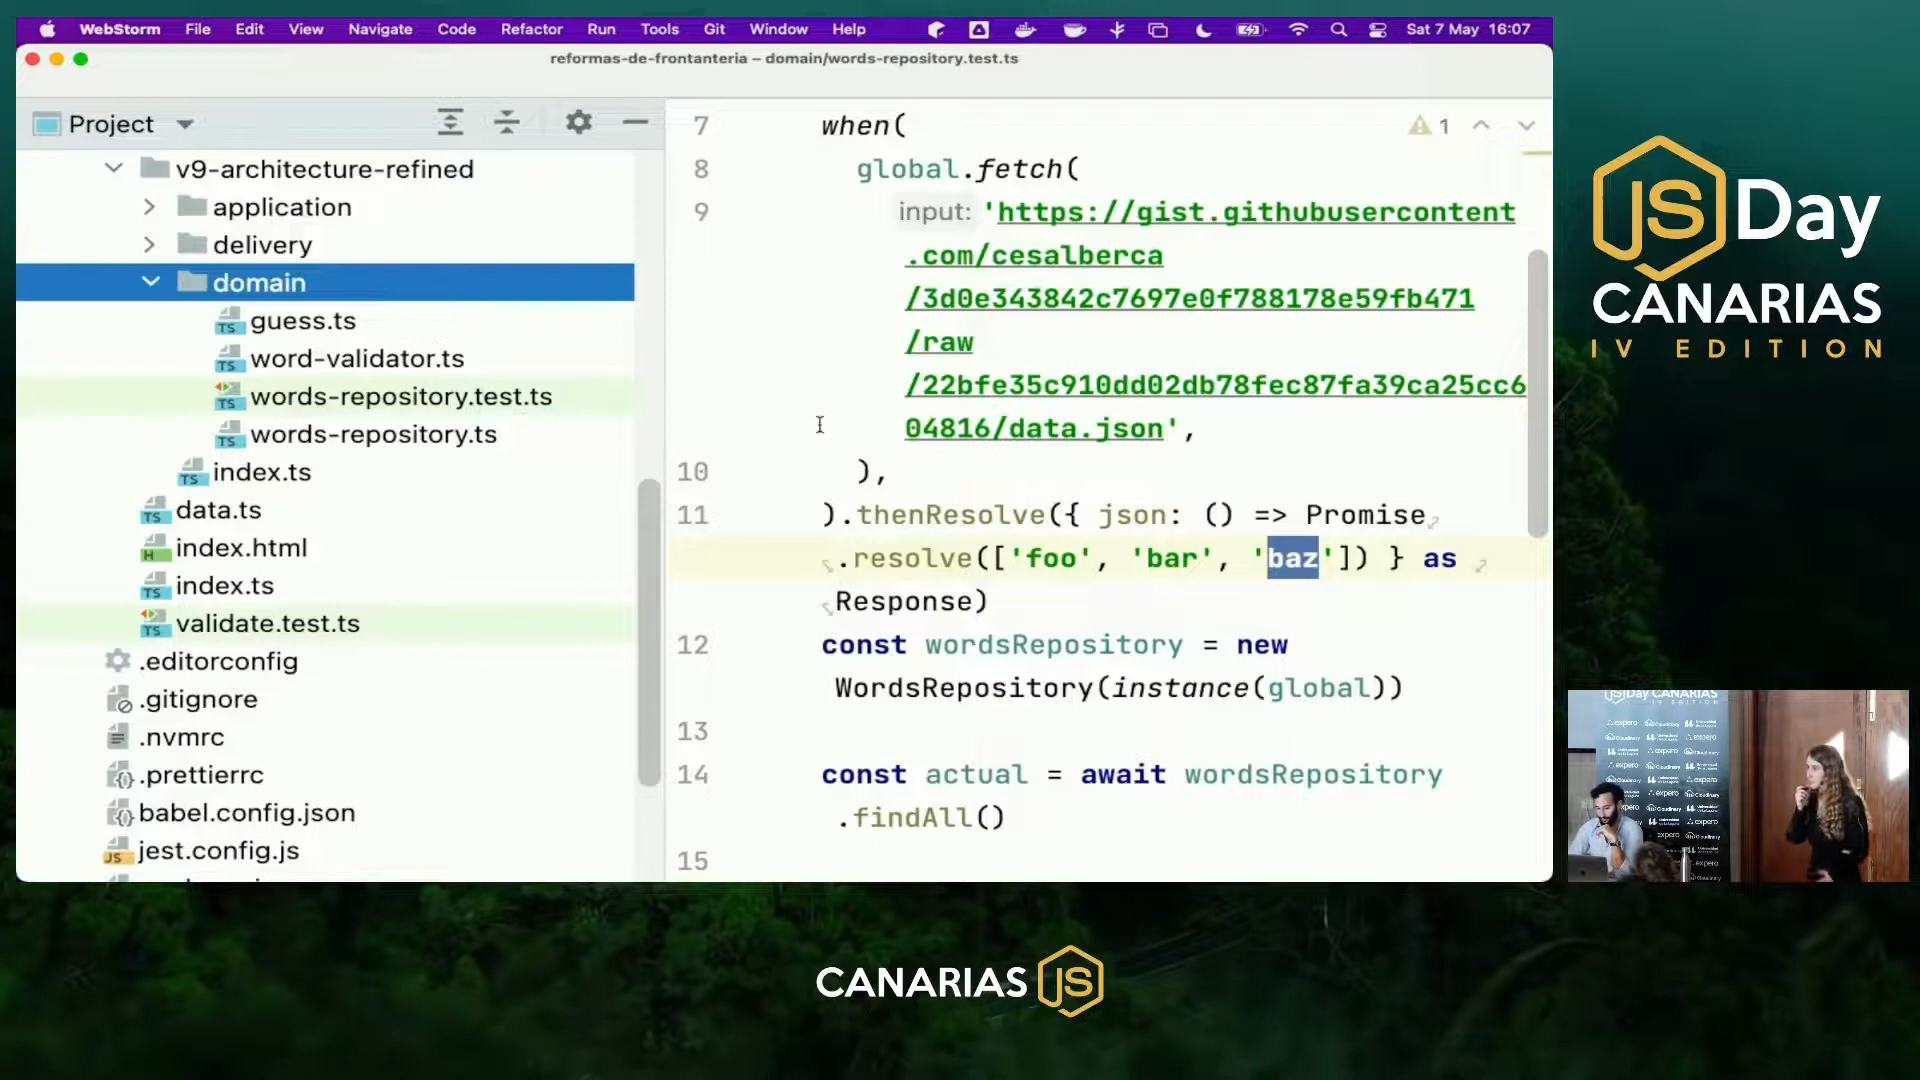 WebStorm File Edit View Navigate Code Refactor Run Tools Git Window Help Sat 7 May 16:07
reformas-de-frontanteria – domain/words-repository.test.ts
Project
v9-architecture-refined
application
delivery
domain
guess.ts
word-validator.ts
words-repository.test.ts
words-repository.ts
index.ts
data.ts
index.html
index.ts
validate.test.ts
.editorconfig
.gitignore
.nvmrc
.prettierrc
babel.config.json
jest.config.js
7 when(
1
8 global.fetch(
9 input: 'https://gist.githubusercontent
.com/cesalberca
/3d0e343842c7697e0f788178e59fb471
/raw
/22bfe35c910dd02db78fec87fa39ca25cc6
04816/data.json',
10 ),
11 ).thenResolve({ json: () => Promise
.resolve(['foo', 'bar', 'baz']) } as
Response)
12 const wordsRepository = new
WordsRepository(instance(global))
13
14 const actual = await wordsRepository
.findAll()
15
JS Day
CANARIAS
IV EDITION
JS Day CANARIAS
IV EDITION
CANARIAS JS